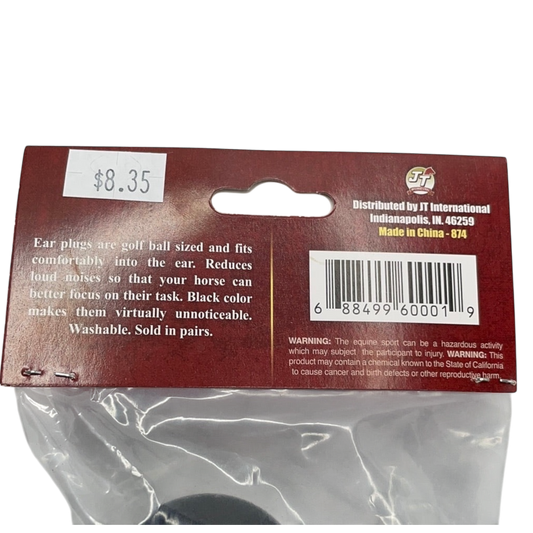 $8.35
Ear plugs are golf ball sized and fits
comfortably into the ear. Reduces
loud noises so that your horse can
better focus on their task. Black color
makes them virtually unnoticeable.
Washable. Sold in pairs.
JT
Distributed by JT International
Indianapolis, IN. 46259
Made in China - 874
6 88499 60001 9
WARNING: The equine sport can be a hazardous activity
which may subject the participant to injury. WARNING: This
product may contain a chemical known to the State of California
to cause cancer and birth defects or other reproductive harm.